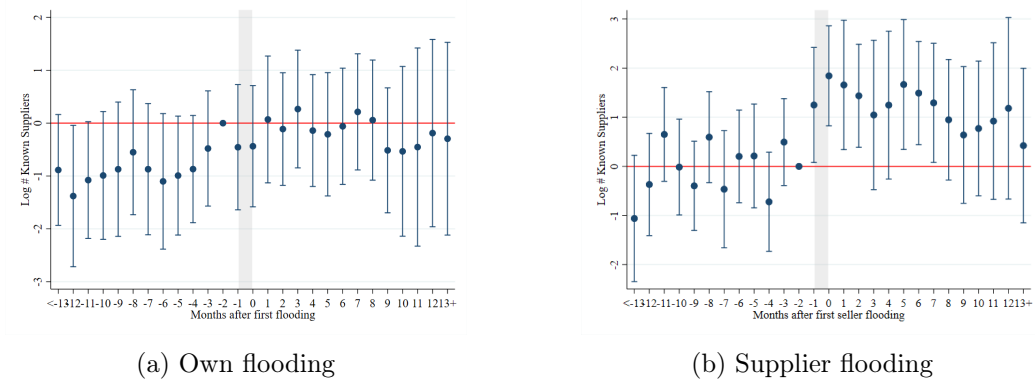 2
1
0
-1
-2
-3
Log # Known Suppliers
<-13-12-11-10 -9 -8 -7 -6 -5 -4 -3 -2 -1 0 1 2 3 4 5 6 7 8 9 10 11 1213+
Months after first flooding
(a) Own flooding
3
2
1
0
-1
-2
Log # Known Suppliers
<-13-12-11-10 -9 -8 -7 -6 -5 -4 -3 -2 -1 0 1 2 3 4 5 6 7 8 9 10 11 1213+
Months after first seller flooding
(b) Supplier flooding